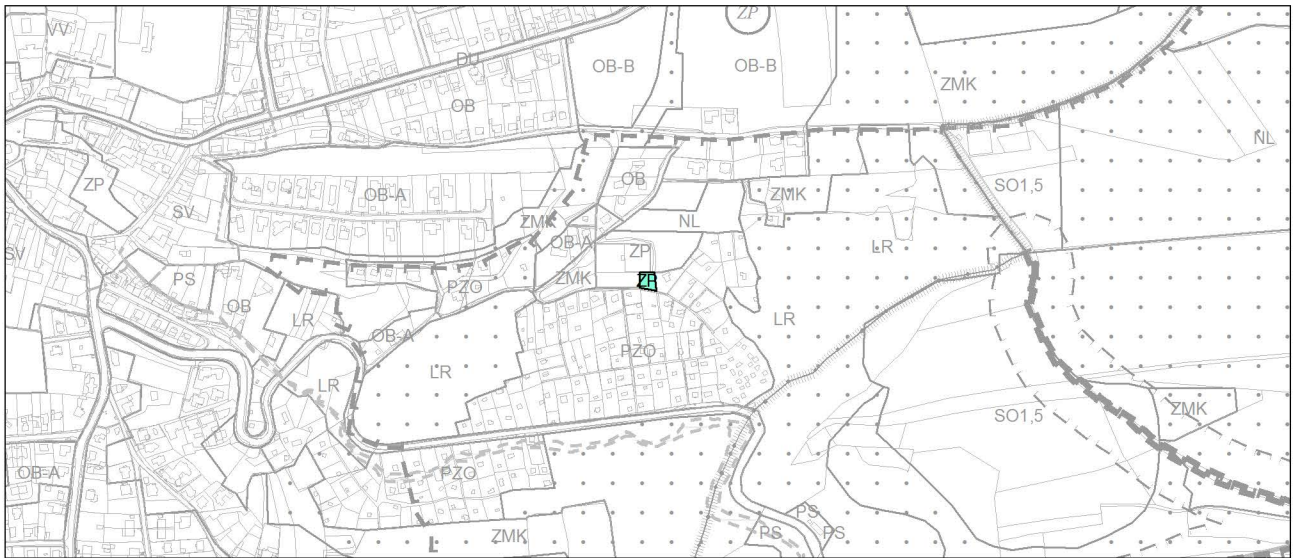 ZP
VV
DU
OB-B
OB-B
ZMK
OB
NL
ZP
OB-A
OB
SO1,5
SV
ZMK
ZMK
NL
OB-A
LR
SV
ZP
PS
PZO
ZMK
ZP
OB
LR
LR
OB-A
PZO
LR
LR
SO1,5
ZMK
OB-A
PZO
ZMK
PS
PS
PS